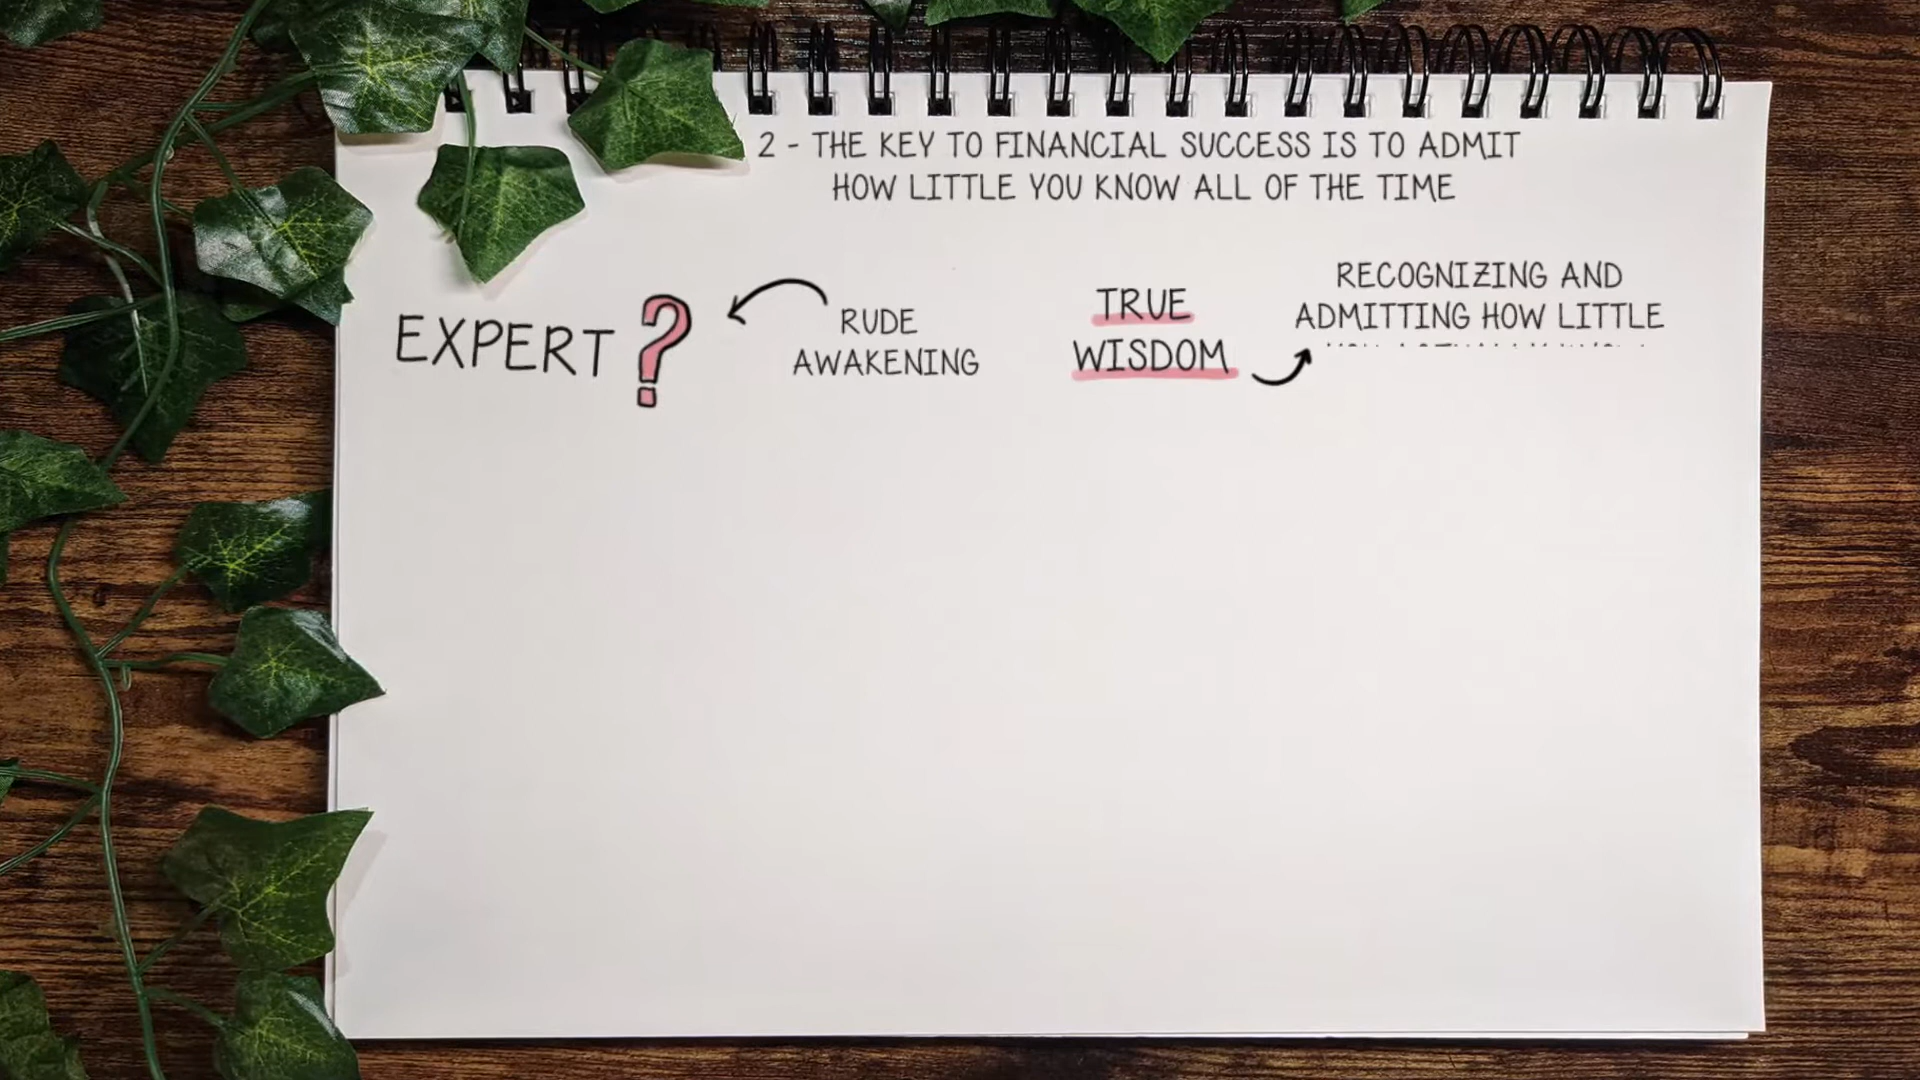 2 - THE KEY TO FINANCIAL SUCCESS IS TO ADMIT
HOW LITTLE YOU KNOW ALL OF THE TIME
EXPERT?
RUDE
AWAKENING
TRUE
WISDOM
RECOGNIZING AND
ADMITTING HOW LITTLE